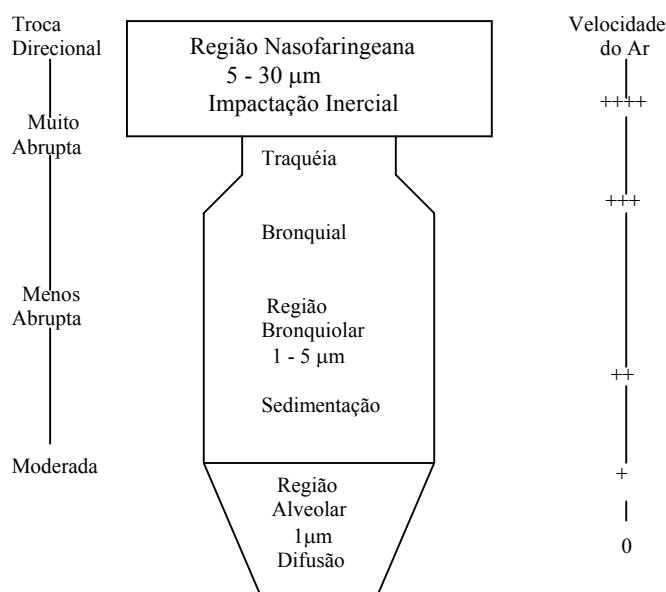 Troca
Direcional
Muito
Abrupta
Menos
Abrupta
Moderada
Região Nasofaringeana
5 - 30 μm
Impactação Inercial
Traquéia
Bronquial
Região
Bronquiolar
1 - 5 μm
Sedimentação
Região
Alveolar
1μm
Difusão
Velocidade
do Ar
++++
+++
++
+
0